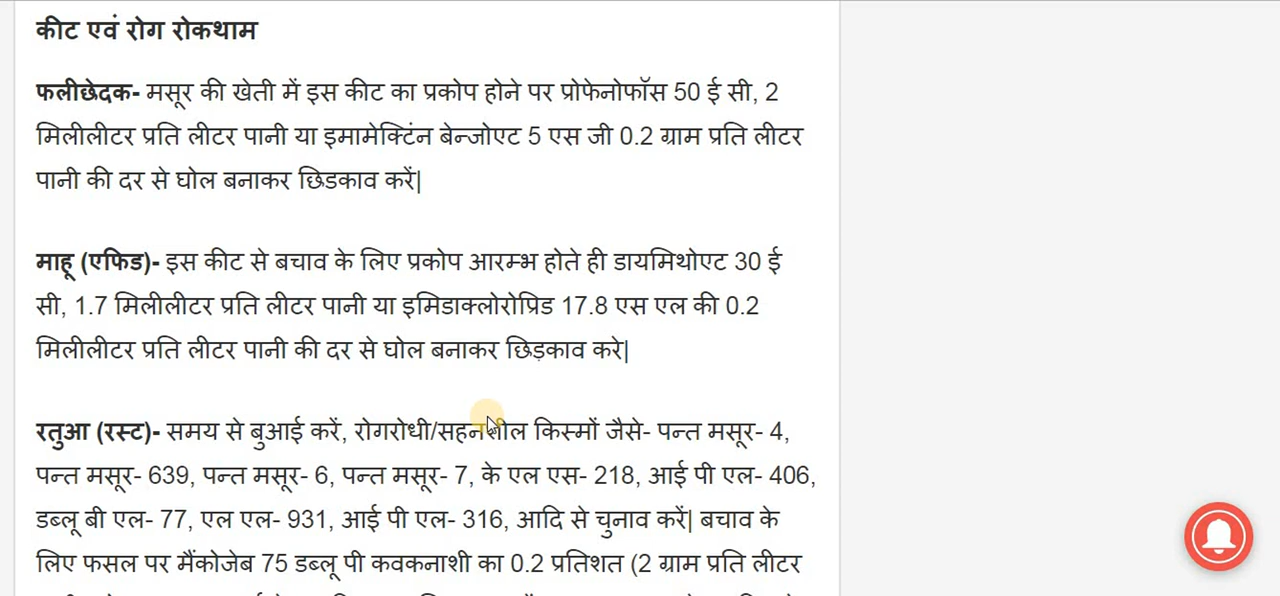 कीट एवं रोग रोकथाम
फलीछेदक- मसूर की खेती में इस कीट का प्रकोप होने पर प्रोफेनोफॉस 50 ई सी, 2
मिलीलीटर प्रति लीटर पानी या इमामेक्टिंन बेन्जोएट 5 एस जी 0.2 ग्राम प्रति लीटर
पानी की दर से घोल बनाकर छिडकाव करें|
माहू (एफिड)- इस कीट से बचाव के लिए प्रकोप आरम्भ होते ही डायमिथोएट 30 ई
सी, 1.7 मिलीलीटर प्रति लीटर पानी या इमिडाक्लोरोप्रिड 17.8 एस एल की 0.2
मिलीलीटर प्रति लीटर पानी की दर से घोल बनाकर छिड़काव करे|
रतुआ (रस्ट)- समय से बुआई करें, रोगरोधी/सहनशील किस्मों जैसे- पन्त मसूर- 4,
पन्त मसूर- 639, पन्त मसूर- 6, पन्त मसूर- 7, के एल एस- 218, आई पी एल- 406,
डब्लू बी एल- 77, एल एल- 931, आई पी एल- 316, आदि से चुनाव करें| बचाव के
लिए फसल पर मैंकोजेब 75 डब्लू पी कवकनाशी का 0.2 प्रतिशत (2 ग्राम प्रति लीटर